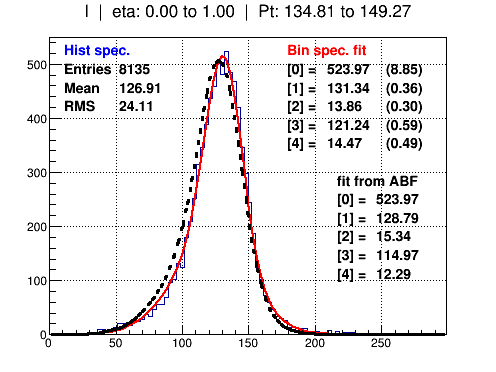 I | eta: 0.00 to 1.00 | Pt: 134.81 to 149.27
Hist spec.
Entries 8135
Mean 126.91
RMS 24.11
Bin spec. fit
[0] = 523.97 (8.85)
[1] = 131.34 (0.36)
[2] = 13.86 (0.30)
[3] = 121.24 (0.59)
[4] = 14.47 (0.49)
fit from ABF
[0] = 523.97
[1] = 128.79
[2] = 15.34
[3] = 114.97
[4] = 12.29
500
400
300
200
100
0
0 50 100 150 200 250